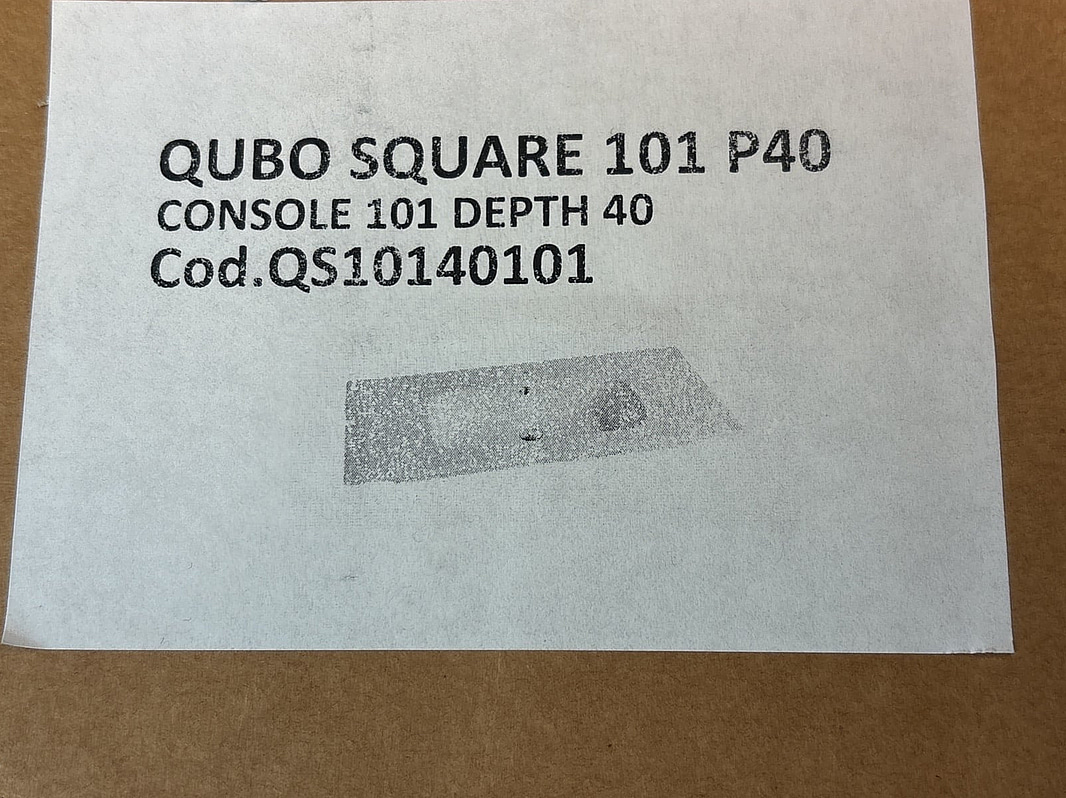 QUBO SQUARE 101 P40
CONSOLE 101 DEPTH 40
Cod.QS10140101